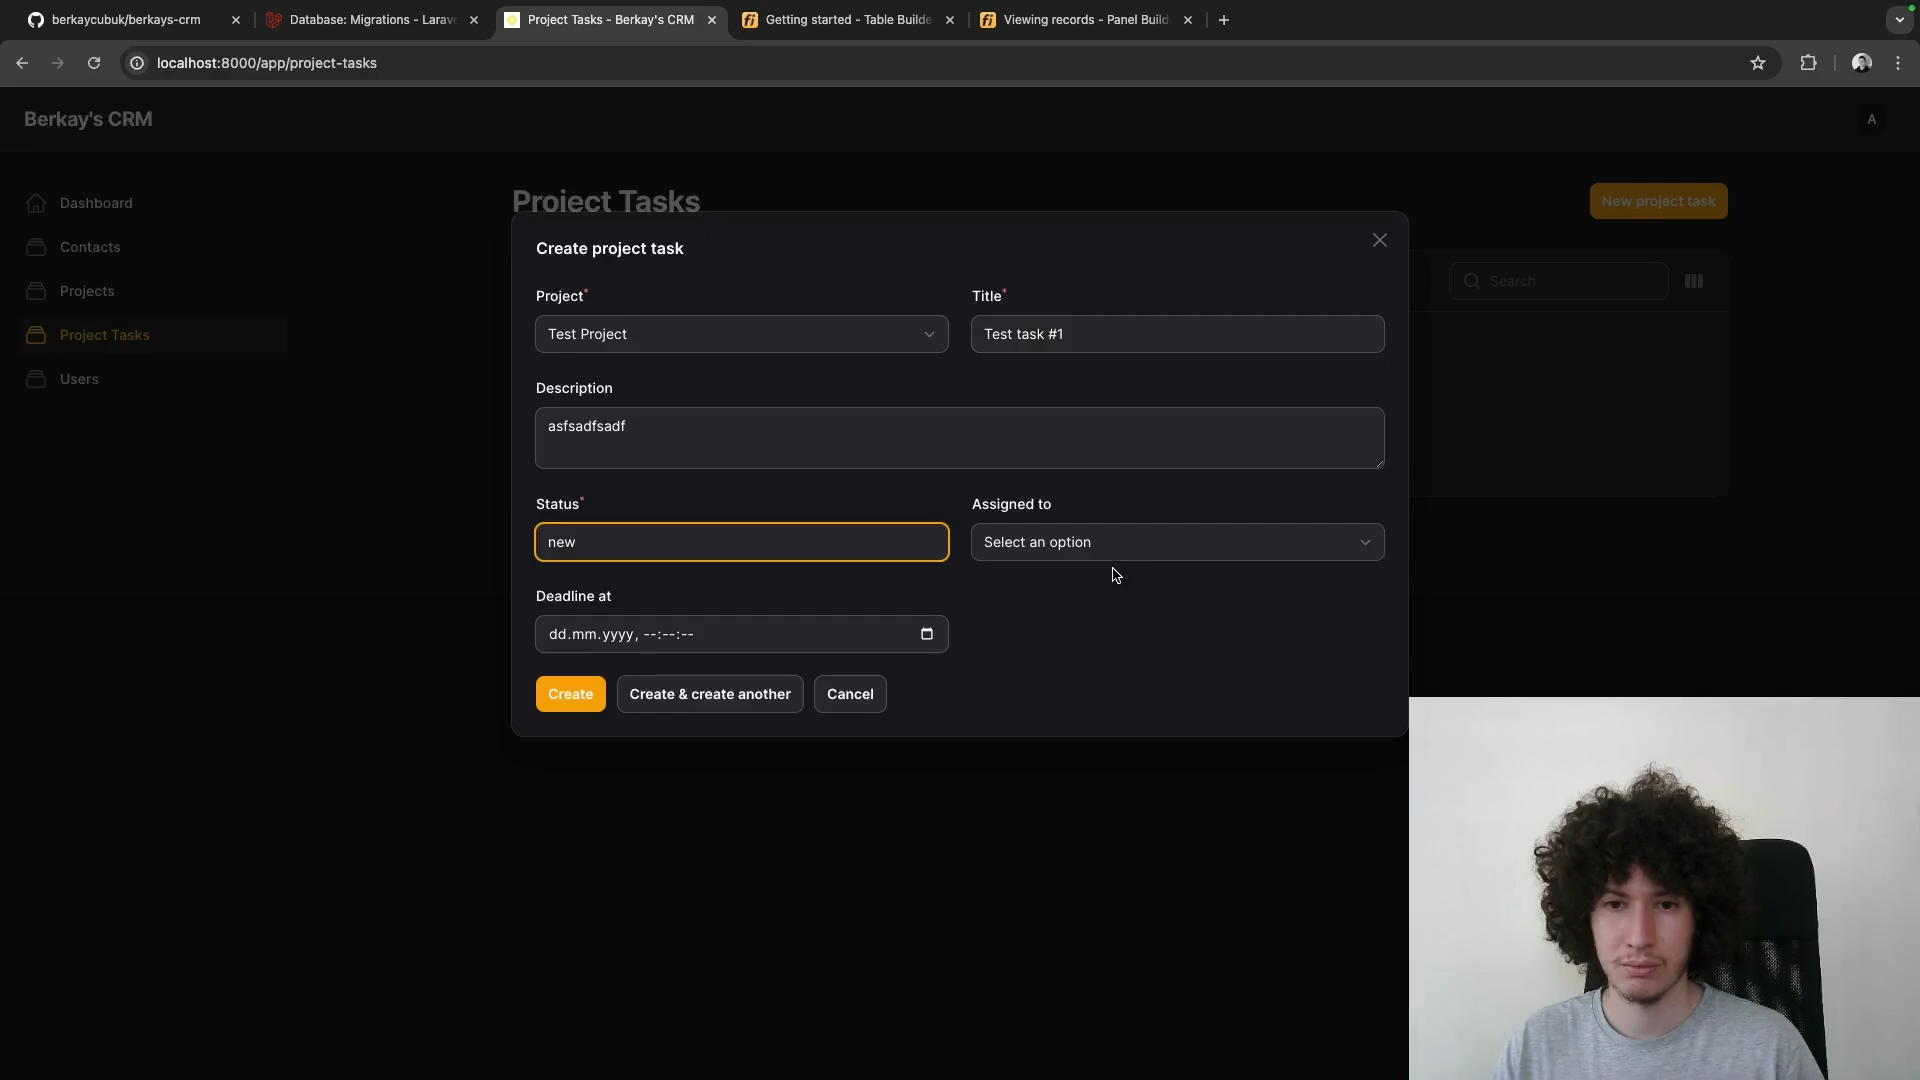 berkaycubuk/berkays-crm
Database: Migrations - Larave
Project Tasks - Berkay's CRM
Getting started - Table Builde
Viewing records - Panel Build
localhost:8000/app/project-tasks
Berkay's CRM
A
Dashboard
Contacts
Projects
Project Tasks
Users
Project Tasks
New project task
Search
Create project task
Project*
Title*
Test Project
Test task #1
Description
asfsadfsadf
Status*
Assigned to
new
Select an option
Deadline at
dd.mm.yyyy, --:--:--
Create
Create & create another
Cancel